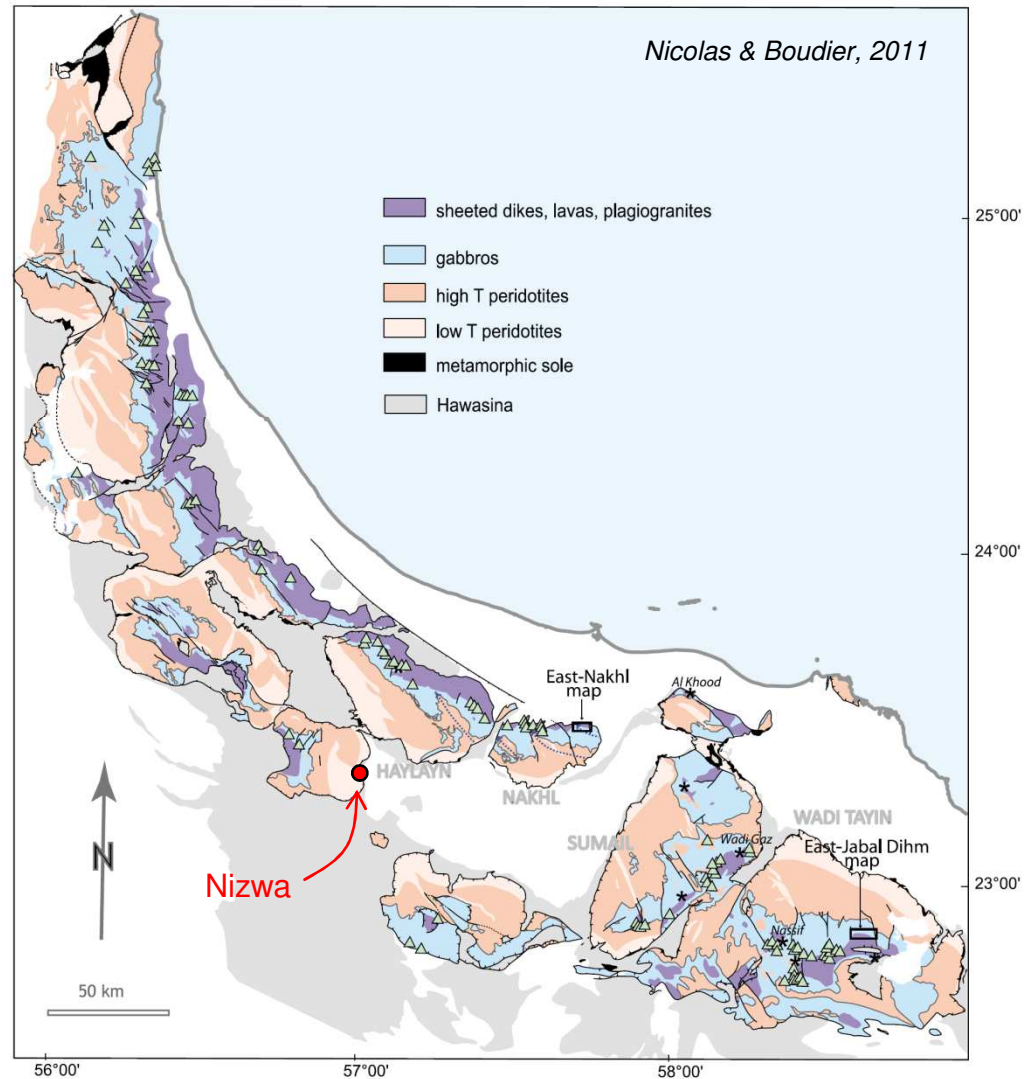 Nicolas & Boudier, 2011
25°00'
sheeted dikes, lavas, plagiogranites
gabbros
high T peridotites
low T peridotites
metamorphic sole
Hawasina
24°00'
East-Nakhl
map
Al Khood
HAYLAYN
NAKHL
WADI TAYIN
SUMAIL
Wadi Gaz
East-Jabal Dihm
map
N
Nizwa
23°00'
Nassif
50 km
56°00'
57°00'
58°00'